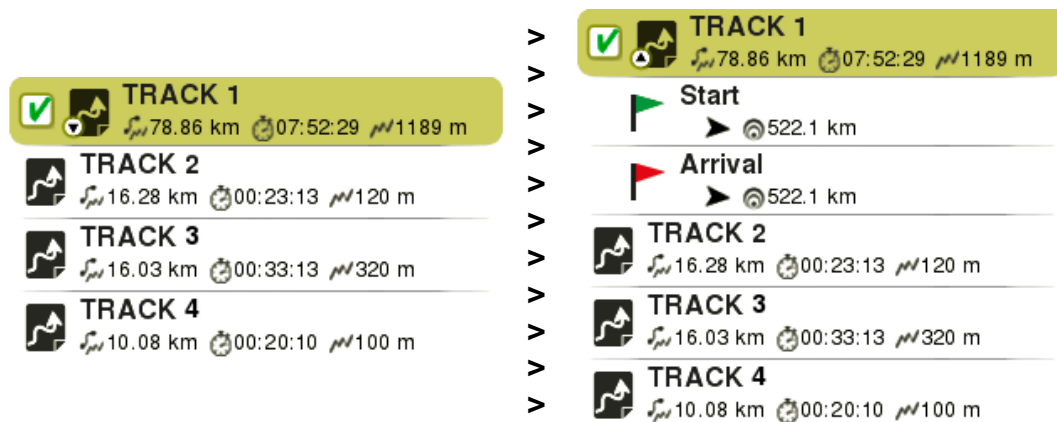 TRACK 1
78.86 km 07:52:29 1189 m
TRACK 2
16.28 km 00:23:13 120 m
TRACK 3
16.03 km 00:33:13 320 m
TRACK 4
10.08 km 00:20:10 100 m
>
>
>
>
>
>
>
>
>
>
>
TRACK 1
78.86 km 07:52:29 1189 m
Start
522.1 km
Arrival
522.1 km
TRACK 2
16.28 km 00:23:13 120 m
TRACK 3
16.03 km 00:33:13 320 m
TRACK 4
10.08 km 00:20:10 100 m